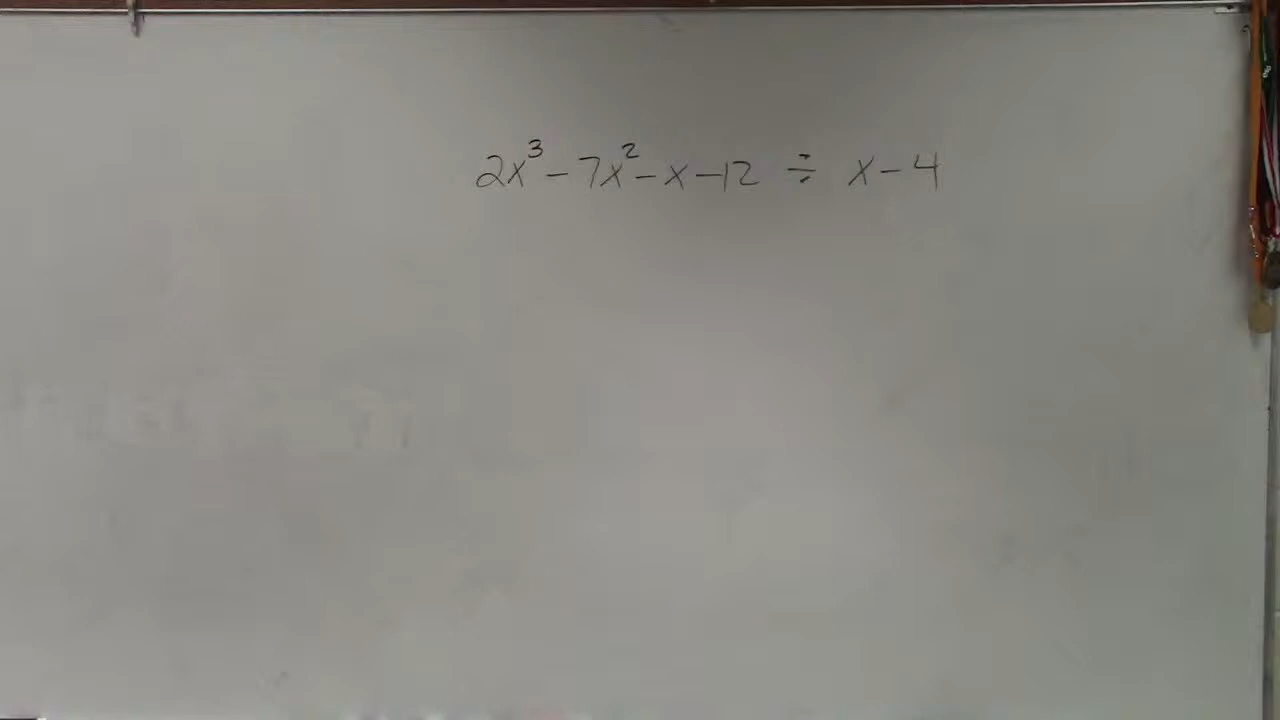 2x³ - 7x² - x - 12 ÷ x - 4